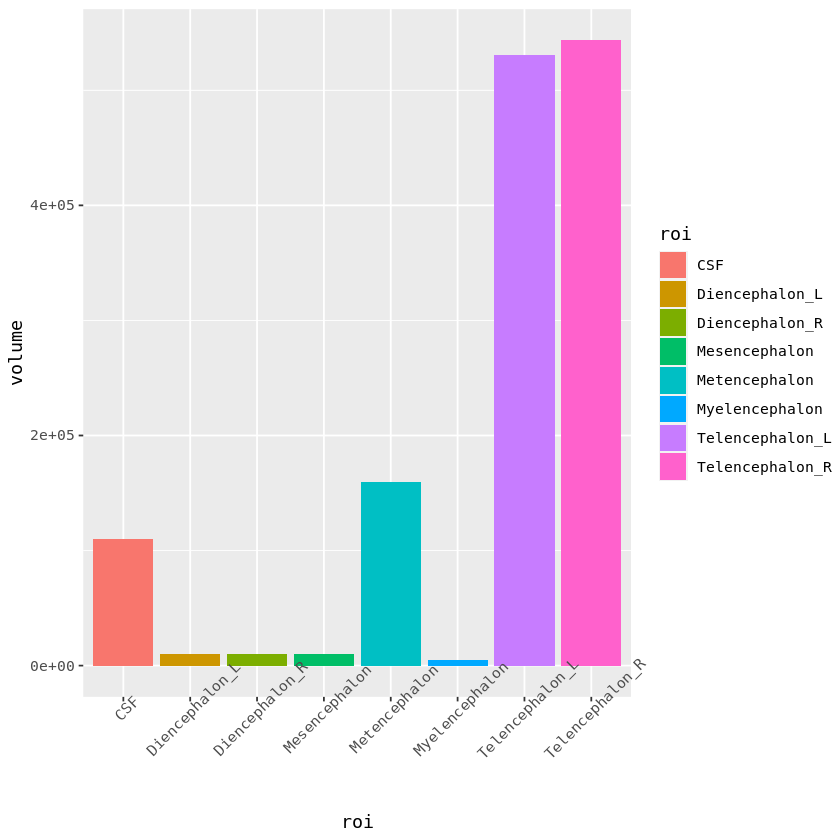 volume
4e+05
2e+05
0e+00
CSF
Diencephalon_L
Diencephalon_R
Mesencephalon
Metencephalon
Myelencephalon
Telencephalon_L
Telencephalon_R
roi
roi
CSF
Diencephalon_L
Diencephalon_R
Mesencephalon
Metencephalon
Myelencephalon
Telencephalon_L
Telencephalon_R